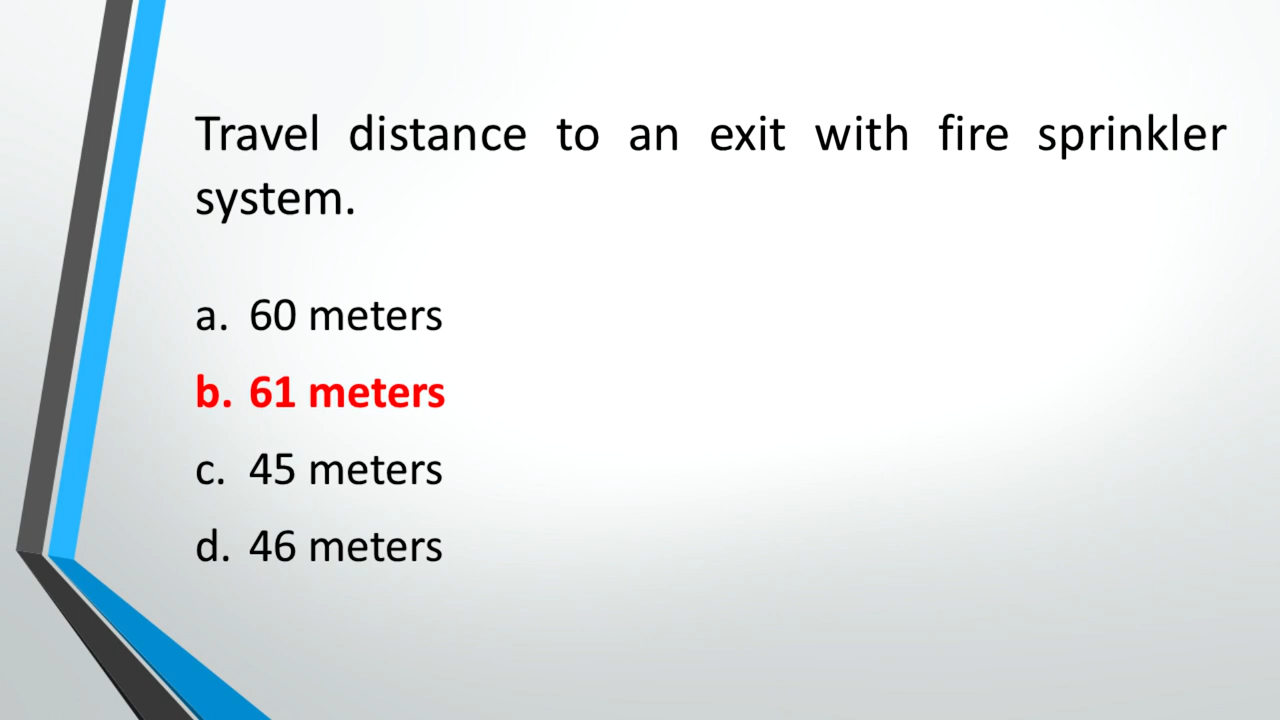 Travel distance to an exit with fire sprinkler
system.
a. 60 meters
b. 61 meters
c. 45 meters
d. 46 meters